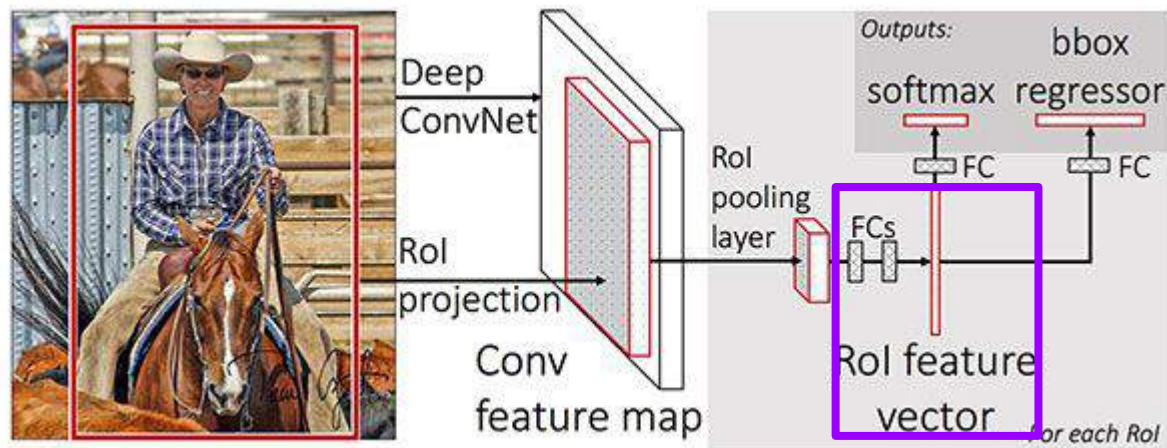 Deep
ConvNet
RoI
projection
Conv
feature map
RoI
pooling
layer
FCs
RoI feature
vector
Outputs:
softmax
bbox
regressor
FC
FC
For each RoI